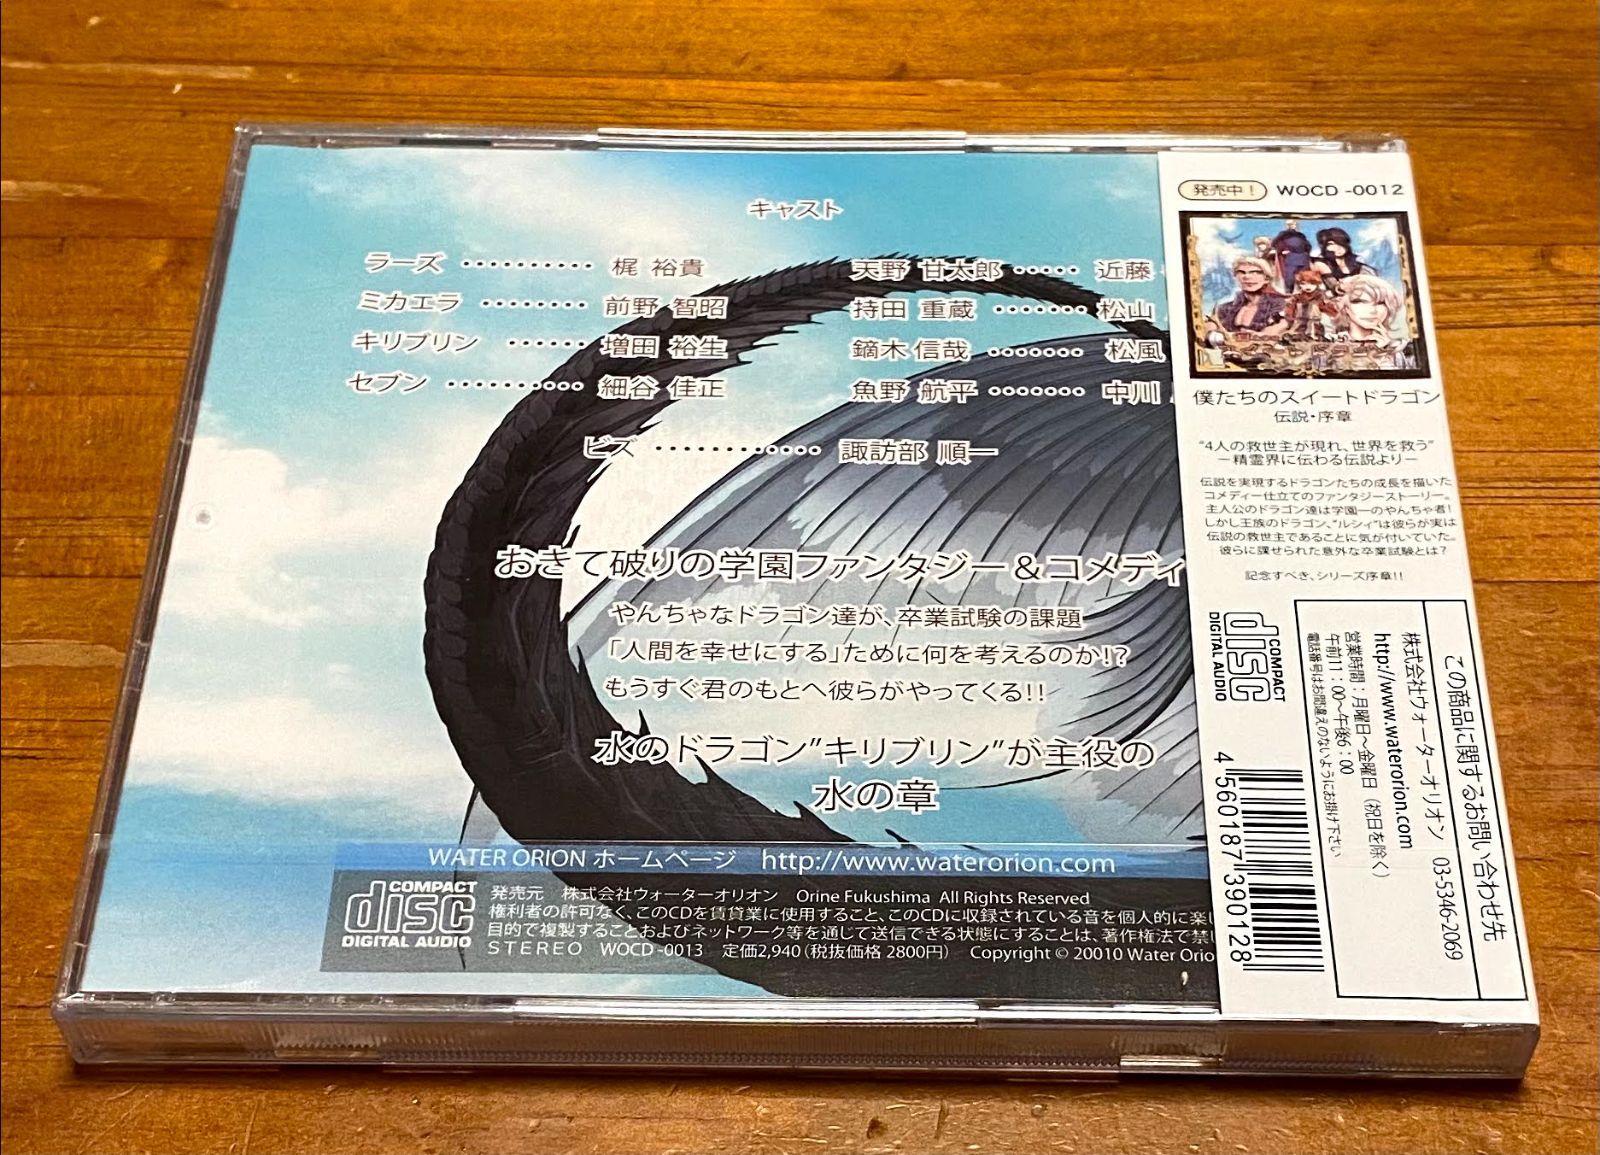 キャスト
ラーズ ・・・・・・・・・・ 梶 裕貴
ミカエラ ・・・・・・・・ 前野 智昭
キリブリン ・・・・・・ 増田 裕生
セブン ・・・・・・・・・・ 細谷 佳正
天野 甘太郎 ・・・・・ 近藤
持田 重蔵 ・・・・・・・ 松山
鏑木 信哉 ・・・・・・・ 松風
魚野 航平 ・・・・・・・ 中川
ビズ ・・・・・・・・・・・・ 諏訪部 順一
おきて破りの学園ファンタジー&コメディ
やんちゃなドラゴン達が、卒業試験の課題
「人間を幸せにする」ために何を考えるのか!?
もうすぐ君のもとへ彼らがやってくる!!
水のドラゴン"キリブリン"が主役の
水の章
WATER ORION ホームページ http://www.waterorion.com
COMPACT
disc
DIGITAL AUDIO
発売元 株式会社ウォーターオリオン Orine Fukushima All Rights Reserved
権利者の許可なく、このCDを賃貸業に使用すること、このCDに収録されている音を個人的に楽し
目的で複製することおよびネットワーク等を通じて送信できる状態にすることは、著作権法で禁じ
STEREO WOCD-0013 定価2,940(税抜価格 2800円) Copyright © 20010 Water Orio
発売中! WOCD -0012
僕たちのスイートドラゴン
伝説・序章
"4人の救世主が現れ、世界を救う"
ー精霊界に伝わる伝説よりー
伝説を実現するドラゴンたちの成長を描いた
コメディー仕立てのファンタジーストーリー。
主人公のドラゴン達は学園一のやんちゃ者!
しかし王族のドラゴン、"ルシィ"は彼らが実は
伝説の救世主であることに気が付いていた。
彼らに課せられた意外な卒業試験とは?
記念すべき、シリーズ序章!!
COMPACT
disc
DIGITAL AUDIO
この商品に関するお問い合わせ先
株式会社ウォーターオリオン 03-5346-2069
http://www.waterorion.com
営業時間:月曜日〜金曜日(祝日を除く)
午前11:00〜午後6:00
電話番号はお間違えのないようにお掛け下さい
4 560187 390128